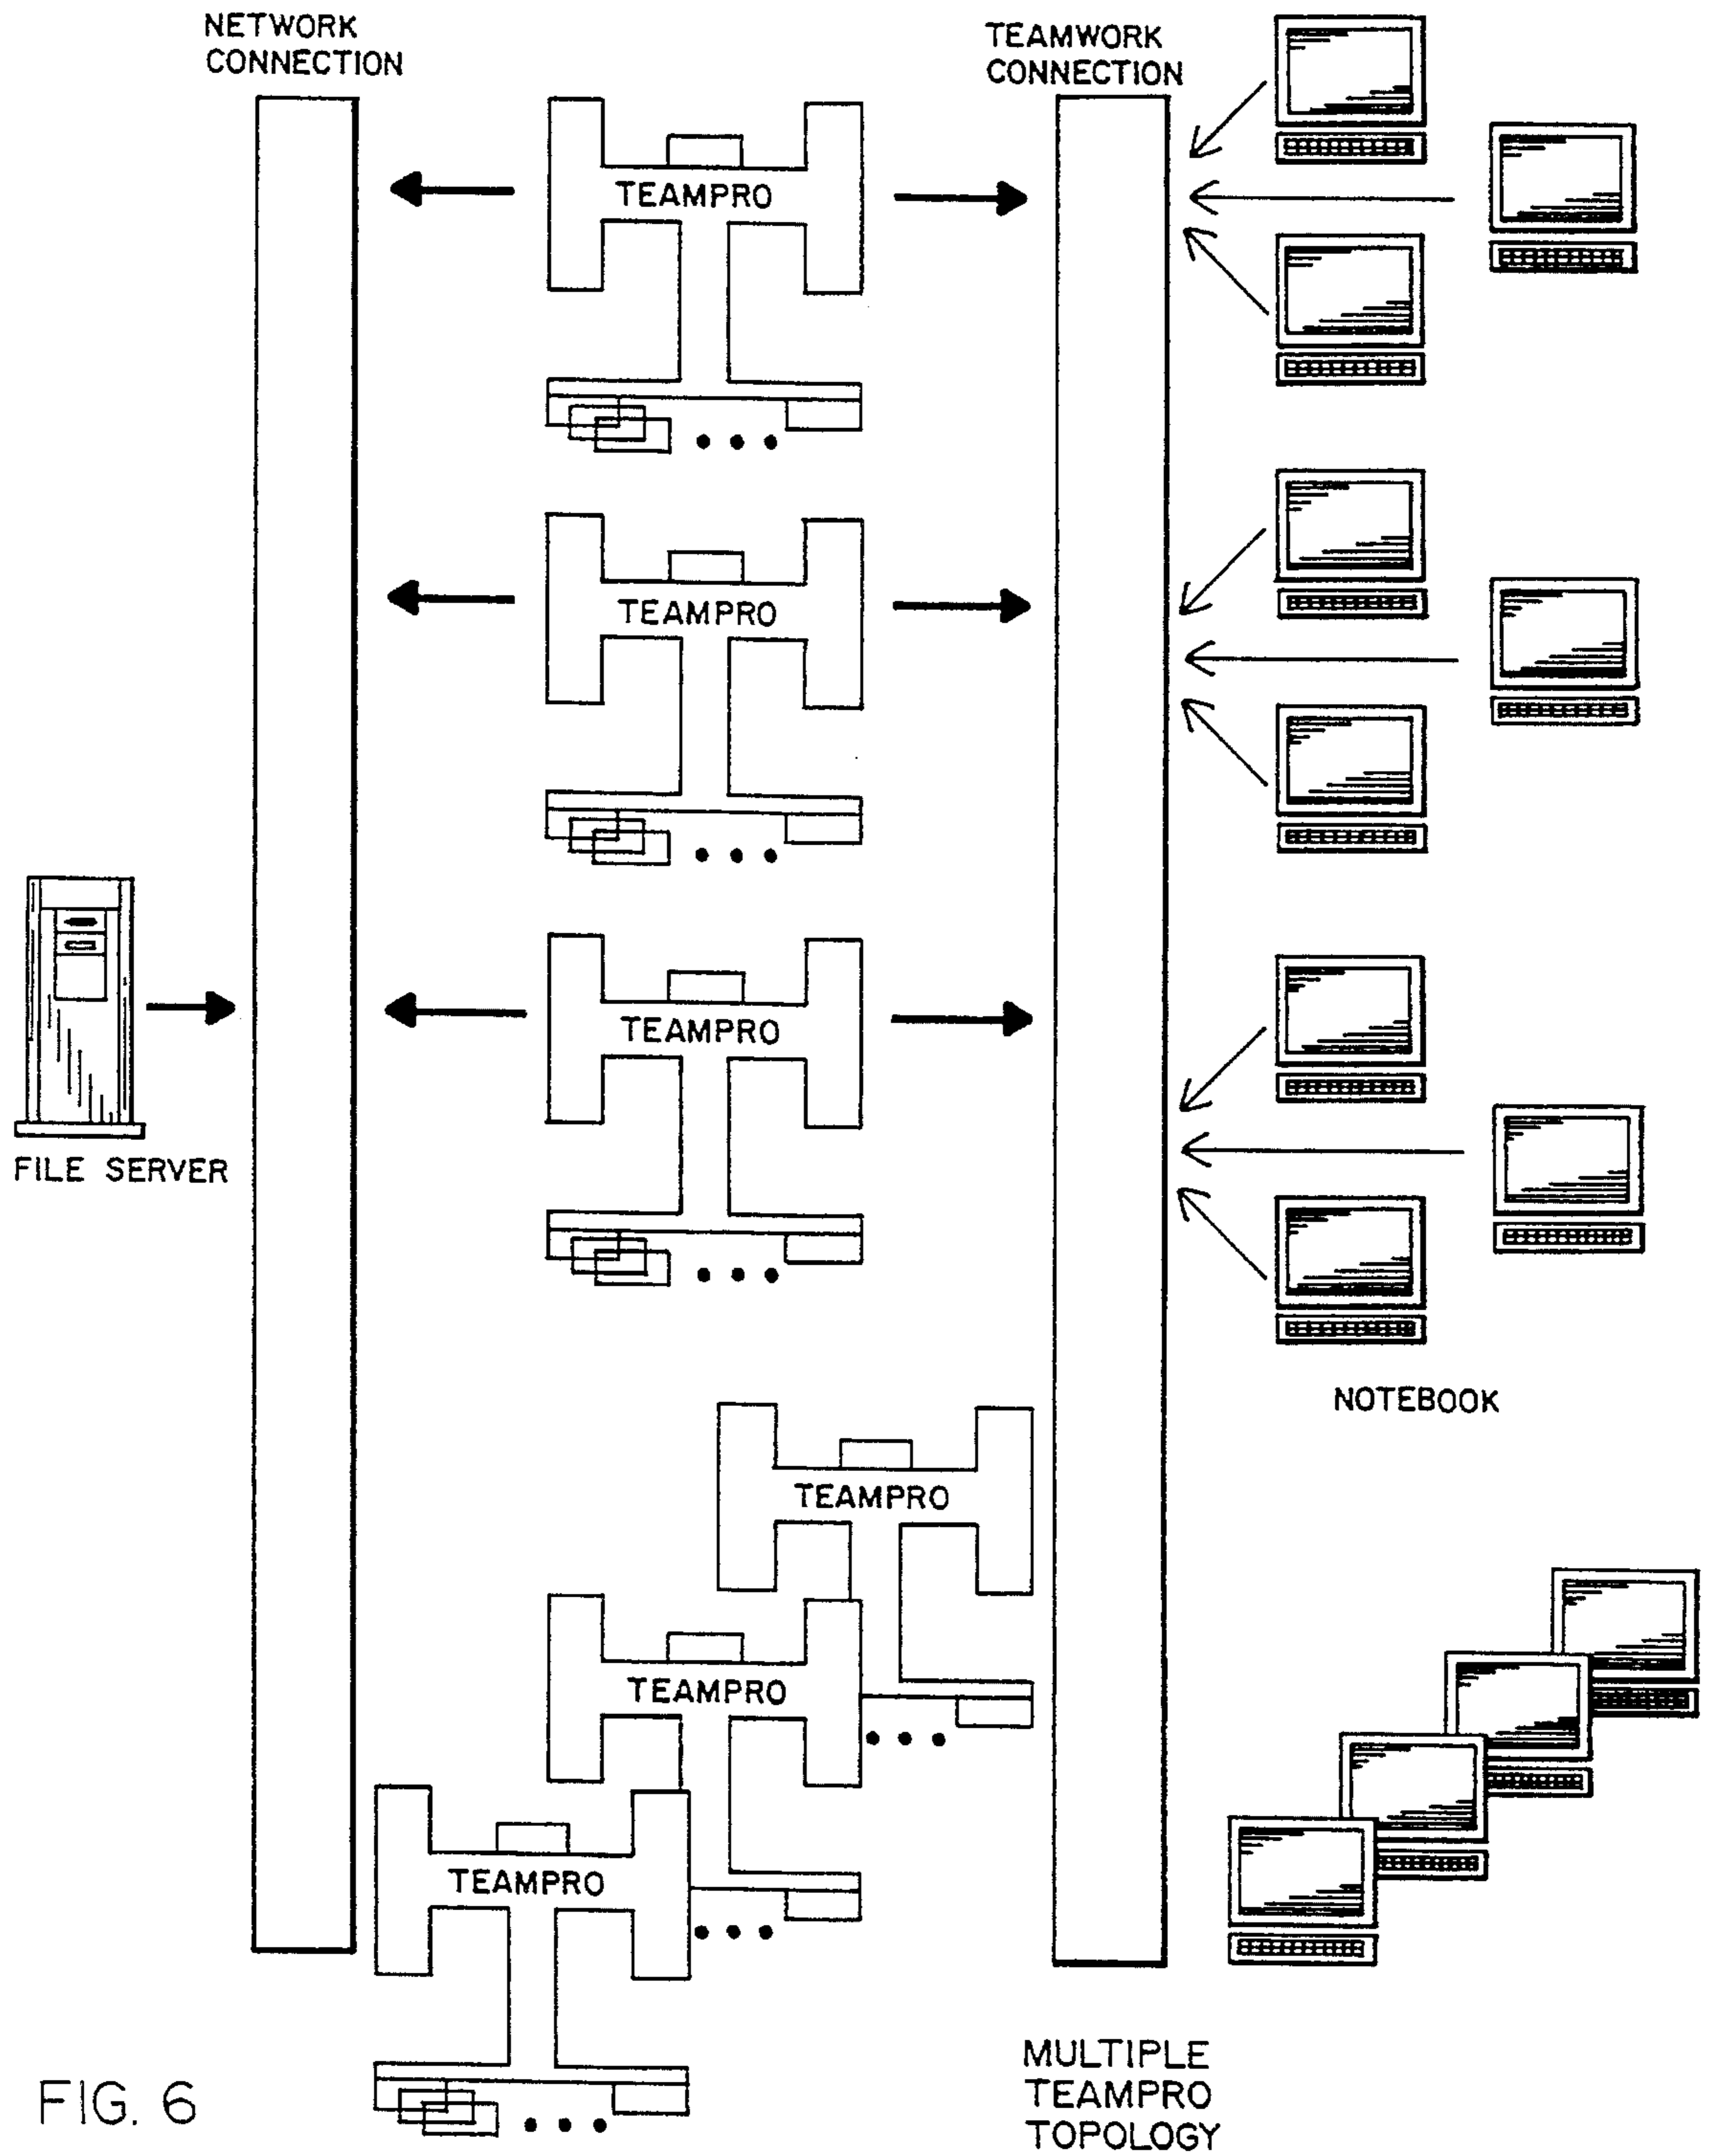 NETWORK
CONNECTION
TEAMWORK
CONNECTION
TEAMPRO
TEAMPRO
TEAMPRO
FILE SERVER
NOTEBOOK
TEAMPRO
TEAMPRO
TEAMPRO
MULTIPLE
TEAMPRO
TOPOLOGY
FIG. 6